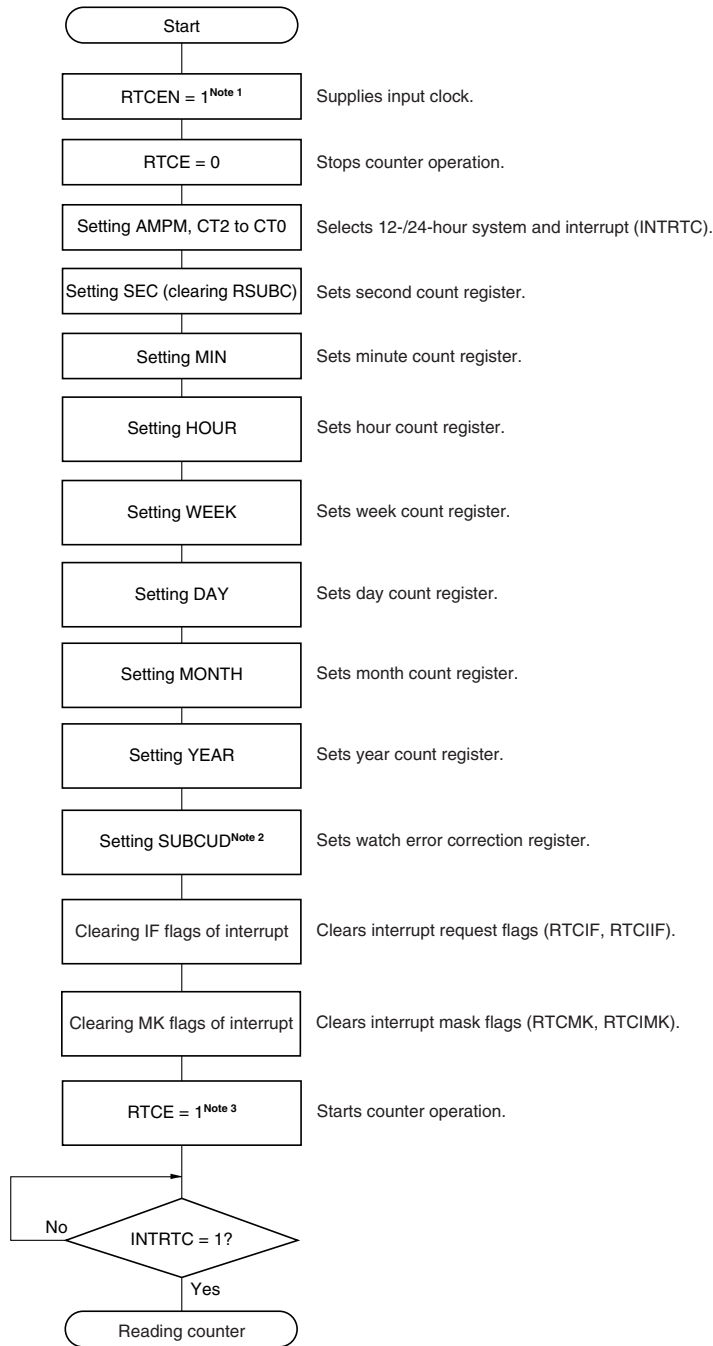 Start
RTCEN = 1Note 1 Supplies input clock.
RTCE = 0 Stops counter operation.
Setting AMPM, CT2 to CT0 Selects 12-/24-hour system and interrupt (INTRTC).
Setting SEC (clearing RSUBC) Sets second count register.
Setting MIN Sets minute count register.
Setting HOUR Sets hour count register.
Setting WEEK Sets week count register.
Setting DAY Sets day count register.
Setting MONTH Sets month count register.
Setting YEAR Sets year count register.
Setting SUBCUDNote 2 Sets watch error correction register.
Clearing IF flags of interrupt Clears interrupt request flags (RTCIF, RTCIIF).
Clearing MK flags of interrupt Clears interrupt mask flags (RTCMK, RTCIMK).
RTCE = 1Note 3 Starts counter operation.
No
INTRTC = 1?
Yes
Reading counter